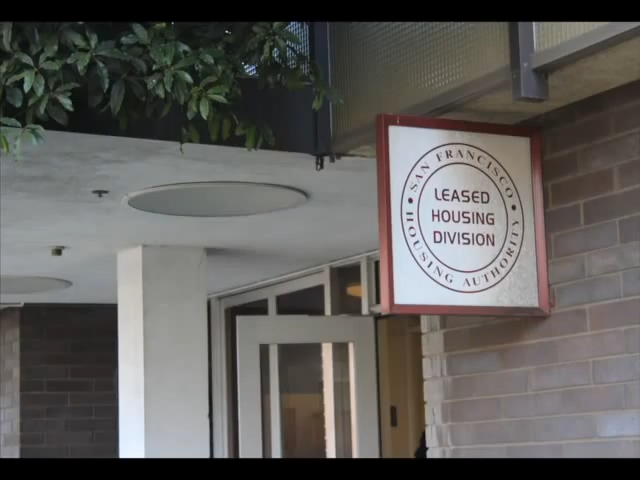 • SAN FRANCISCO •
LEASED
HOUSING
DIVISION
HOUSING AUTHORITY